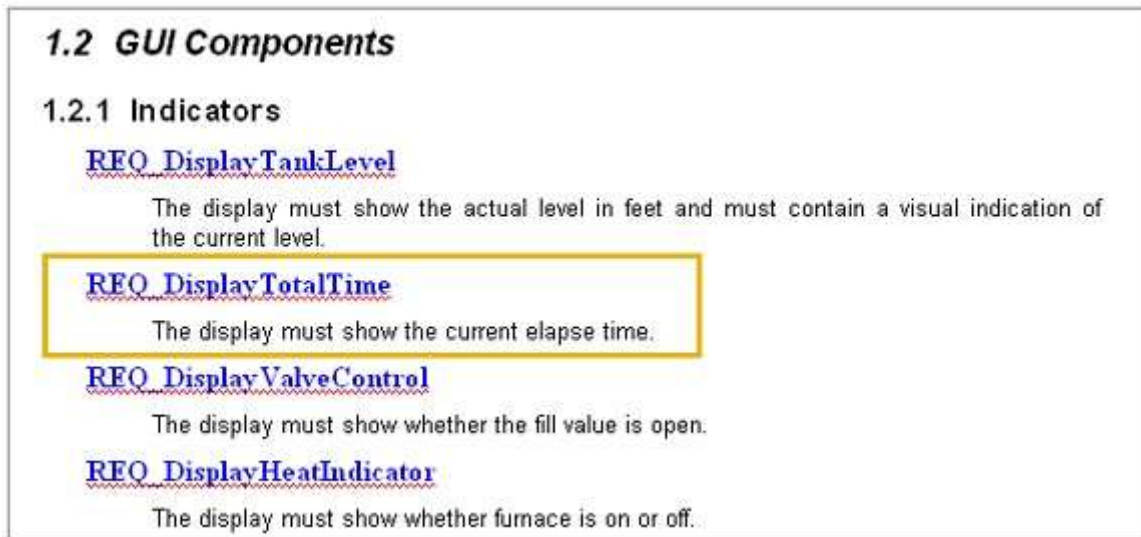 1.2 GUI Components
1.2.1 Indicators
REQ_DisplayTankLevel
The display must show the actual level in feet and must contain a visual indication of
the current level.
REQ_DisplayTotalTime
The display must show the current elapse time.
REQ_DisplayValveControl
The display must show whether the fill value is open.
REQ_DisplayHeatIndicator
The display must show whether furnace is on or off.